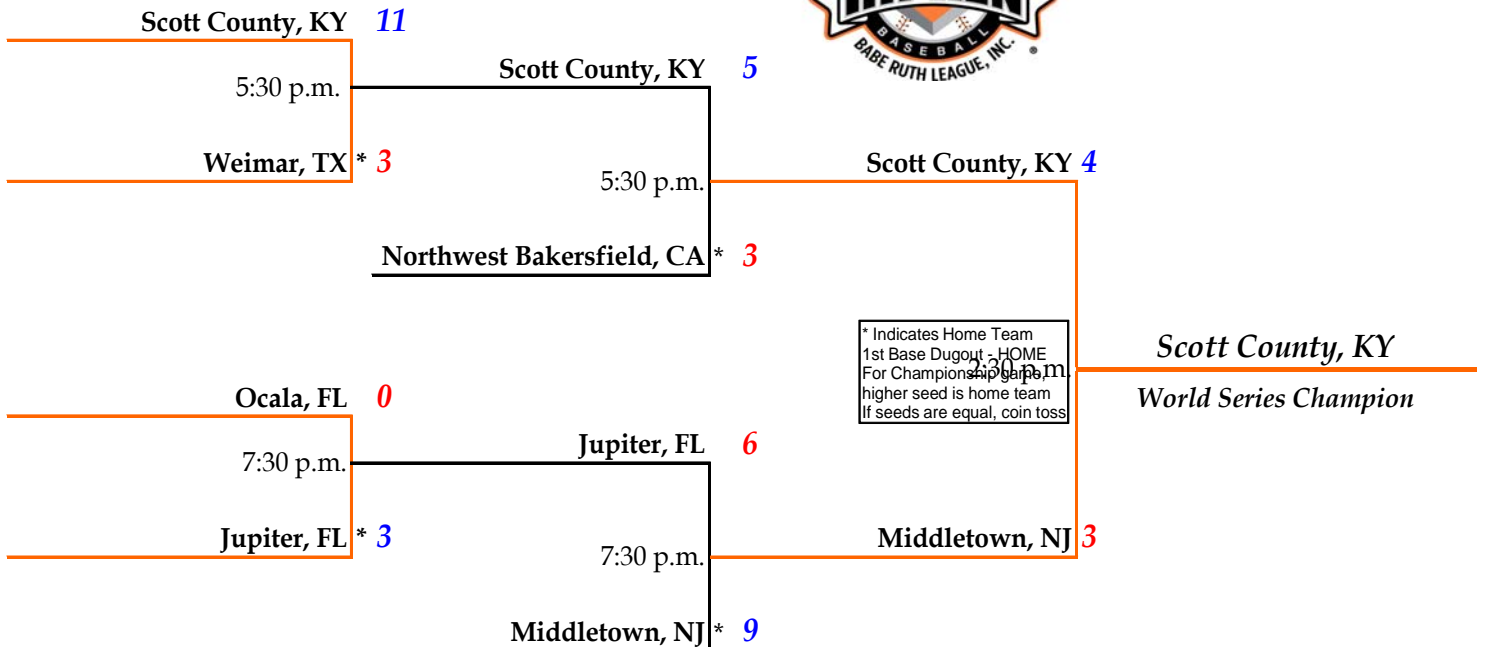 Scott County, KY 11
BASEBALL
BABE RUTH LEAGUE, INC.
®
Scott County, KY 5
5:30 p.m.
Weimar, TX * 3
Scott County, KY 4
5:30 p.m.
Northwest Bakersfield, CA * 3
* Indicates Home Team
1st Base Dugout - HOME
For Championship game,
higher seed is home team
If seeds are equal, coin toss
2:30 p.m.
Scott County, KY
World Series Champion
Ocala, FL 0
Jupiter, FL 6
7:30 p.m.
Jupiter, FL * 3
Middletown, NJ 3
7:30 p.m.
Middletown, NJ * 9